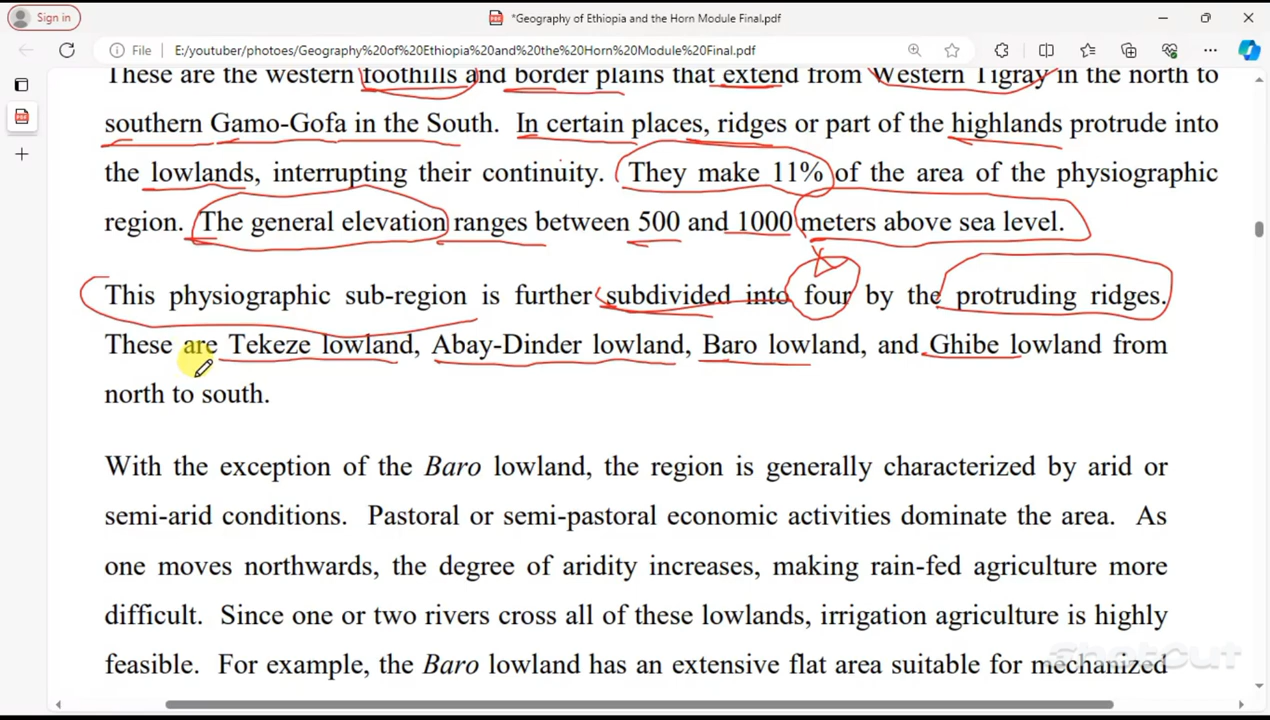 Sign in
*Geography of Ethiopia and the Horn Module Final.pdf
File E:/youtuber/photoes/Geography%20of%20Ethiopia%20and%20the%20Horn%20Module%20Final.pdf
These are the western foothills and border plains that extend from Western Tigray in the north to
southern Gamo-Gofa in the South. In certain places, ridges or part of the highlands protrude into
the lowlands, interrupting their continuity. They make 11% of the area of the physiographic
region. The general elevation ranges between 500 and 1000 meters above sea level.
This physiographic sub-region is further subdivided into four by the protruding ridges.
These are Tekeze lowland, Abay-Dinder lowland, Baro lowland, and Ghibe lowland from
north to south.
With the exception of the Baro lowland, the region is generally characterized by arid or
semi-arid conditions. Pastoral or semi-pastoral economic activities dominate the area. As
one moves northwards, the degree of aridity increases, making rain-fed agriculture more
difficult. Since one or two rivers cross all of these lowlands, irrigation agriculture is highly
feasible. For example, the Baro lowland has an extensive flat area suitable for mechanized
shotcut